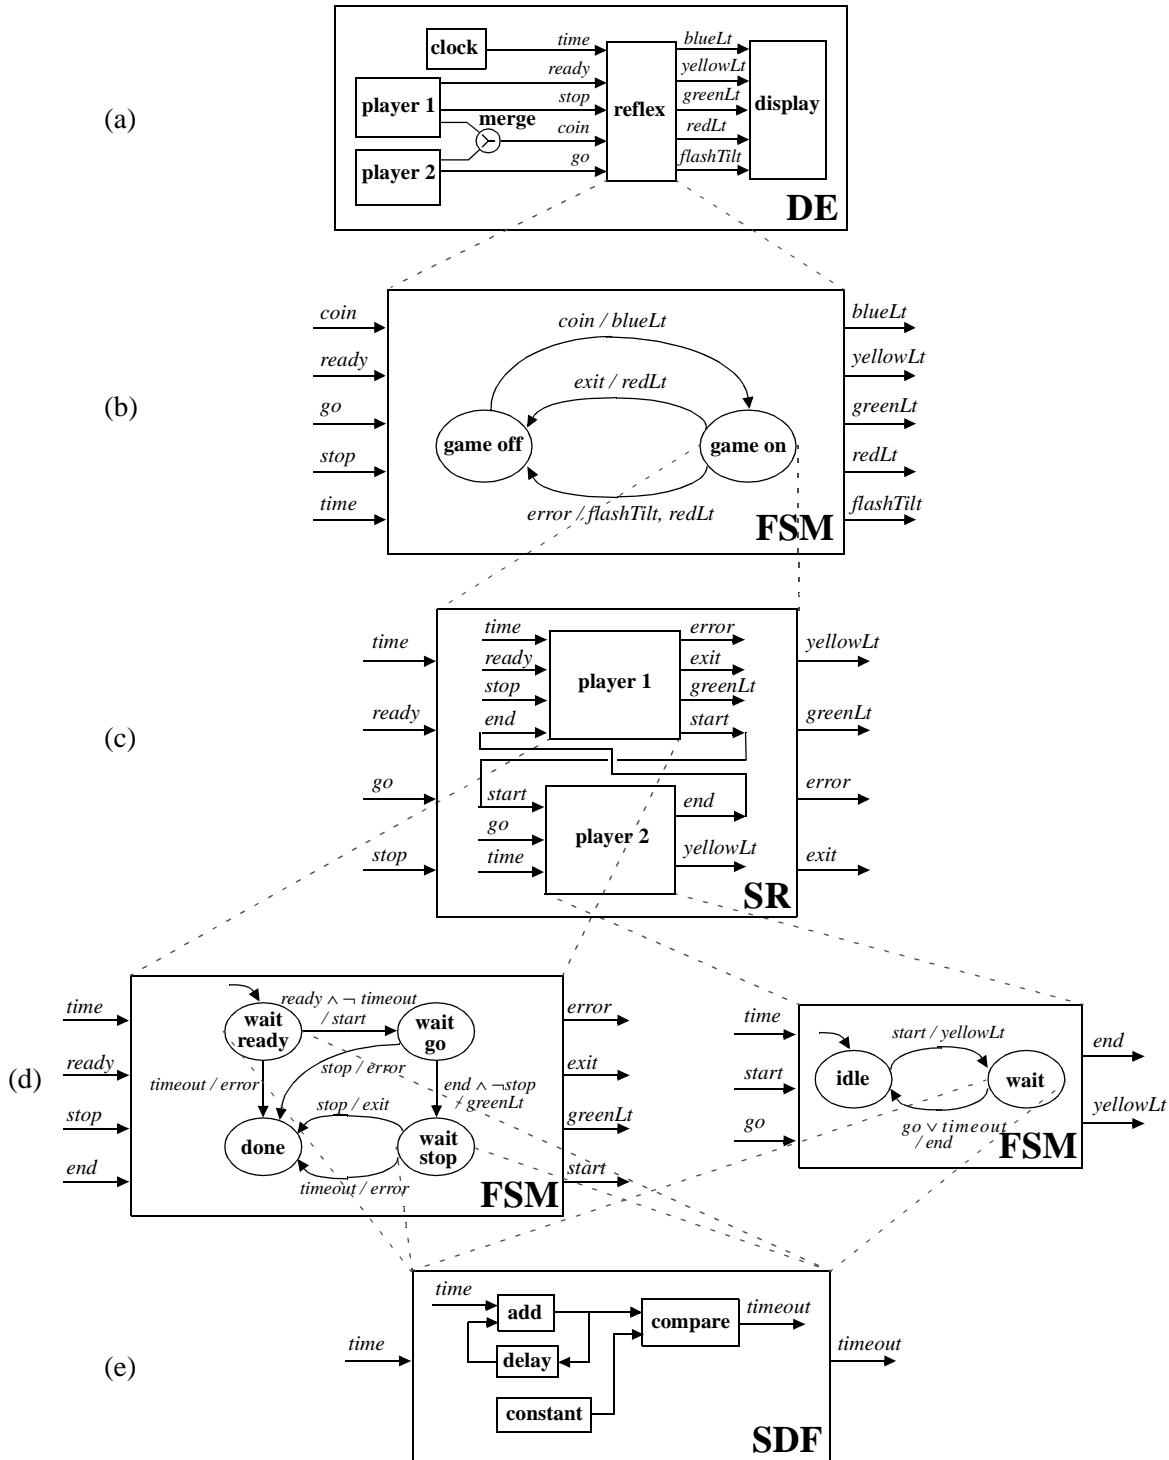 (a)
clock
time
blueLt
ready
yellowLt
player 1
stop
reflex
greenLt
display
merge
coin
redLt
player 2
go
flashTilt
DE
(b)
coin
ready
go
stop
time
coin / blueLt
exit / redLt
game off
game on
error / flashTilt, redLt
FSM
blueLt
yellowLt
greenLt
redLt
flashTilt
(c)
time
ready
go
stop
time
ready
stop
end
player 1
error
exit
greenLt
start
start
go
time
player 2
end
yellowLt
SR
yellowLt
greenLt
error
exit
(d)
time
ready
stop
end
wait
ready
ready ∧ ¬ timeout
/ start
wait
go
timeout / error
stop / error
end ∧ ¬stop
/ greenLt
stop / exit
done
wait
stop
timeout / error
FSM
error
exit
greenLt
start
time
start
go
start / yellowLt
idle
wait
go ∨ timeout
/ end
FSM
end
yellowLt
(e)
time
time
add
delay
constant
compare
timeout
SDF
timeout